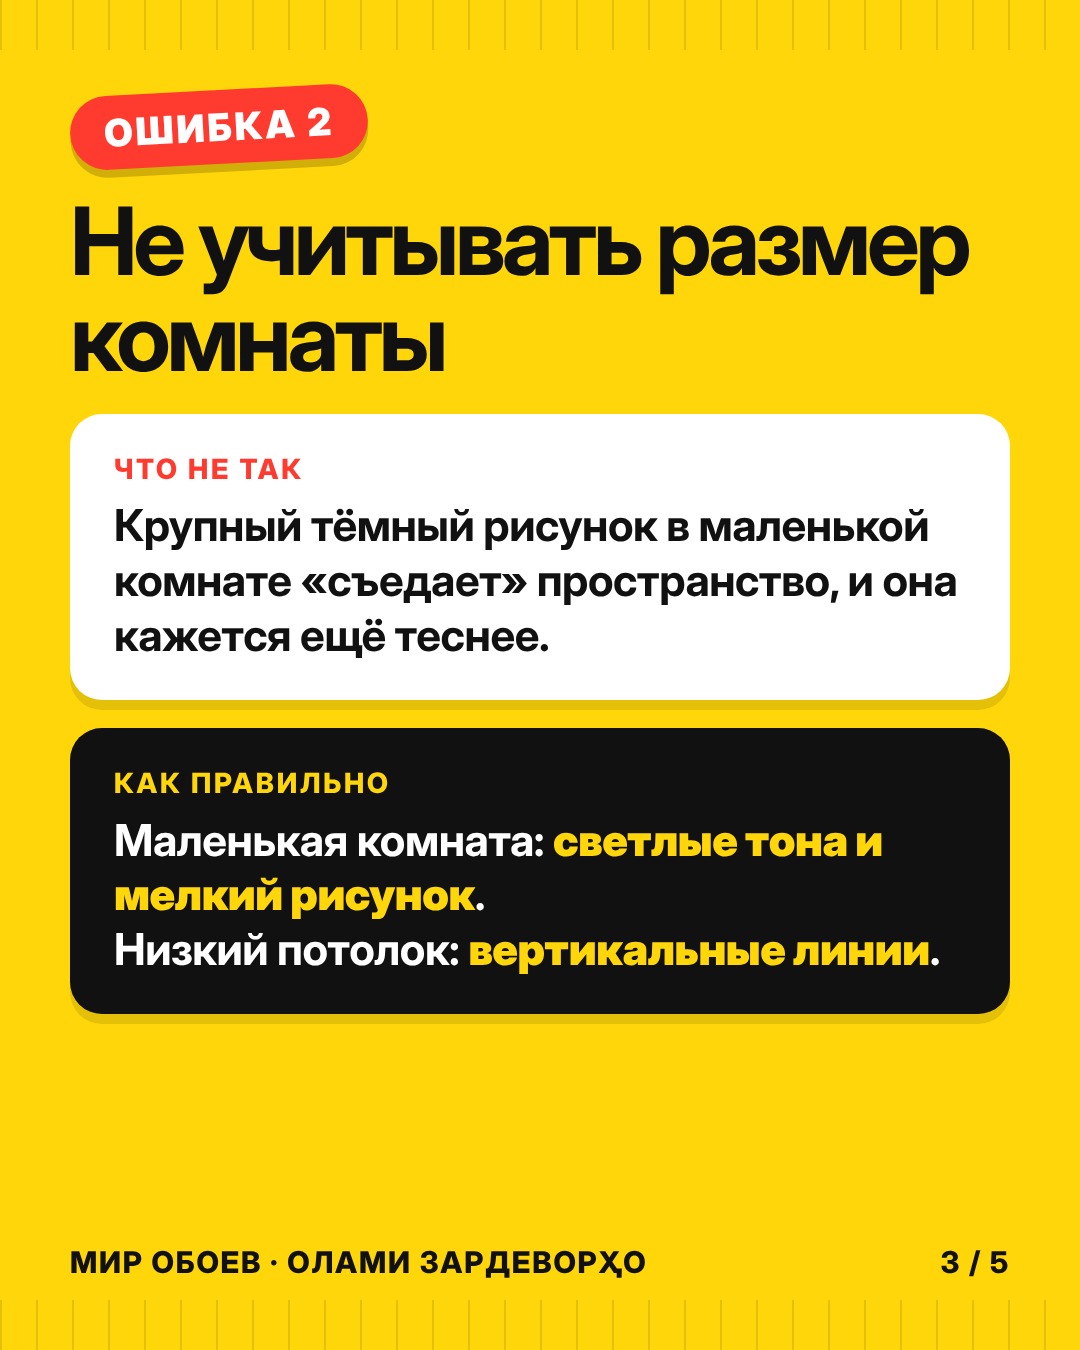 ОШИБКА 2
Не учитывать размер
комнаты
ЧТО НЕ ТАК
Крупный тёмный рисунок в маленькой
комнате «съедает» пространство, и она
кажется ещё теснее.
КАК ПРАВИЛЬНО
Маленькая комната: светлые тона и
мелкий рисунок.
Низкий потолок: вертикальные линии.
МИР ОБОЕВ · ОЛАМИ ЗАРДЕВОРҲО
3 / 5